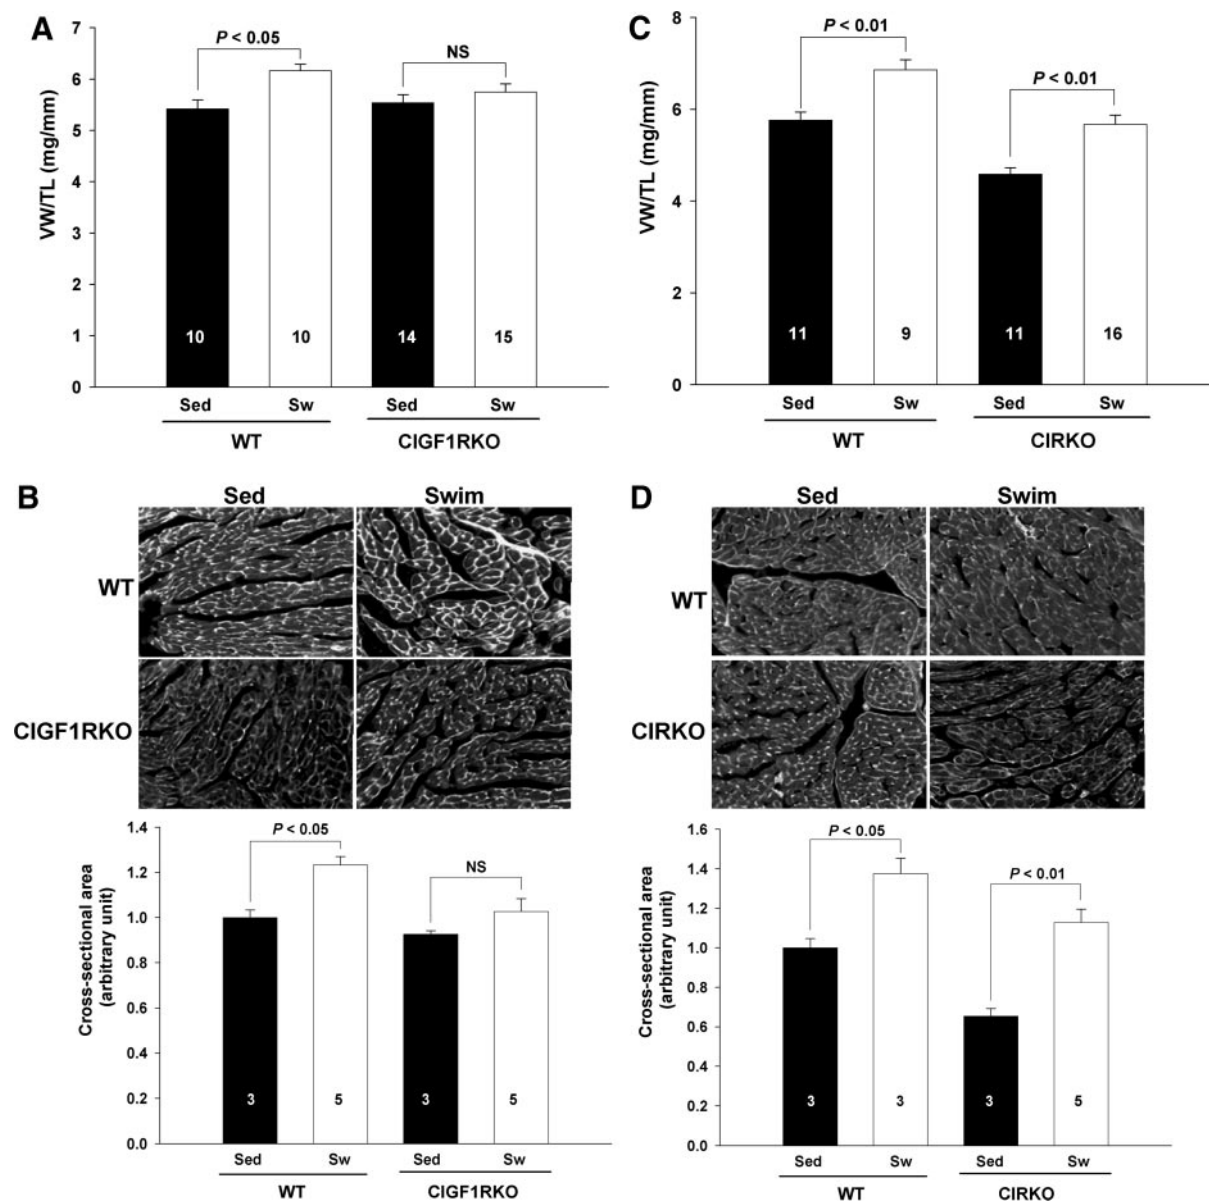 A
VW/TL (mg/mm)
7
6
5
4
3
2
1
0
P < 0.05
NS
10
10
14
15
Sed
Sw
Sed
Sw
WT
CIGF1RKO
C
VW/TL (mg/mm)
8
6
4
2
0
P < 0.01
P < 0.01
11
9
11
16
Sed
Sw
Sed
Sw
WT
CIRKO
B
Sed
Swim
WT
CIGF1RKO
Cross-sectional area
(arbitrary unit)
1.4
1.2
1.0
0.8
0.6
0.4
0.2
0.0
P < 0.05
NS
3
5
3
5
Sed
Sw
Sed
Sw
WT
CIGF1RKO
D
Sed
Swim
WT
CIRKO
Cross-sectional area
(arbitrary unit)
1.6
1.4
1.2
1.0
0.8
0.6
0.4
0.2
0.0
P < 0.05
P < 0.01
3
3
3
5
Sed
Sw
Sed
Sw
WT
CIRKO